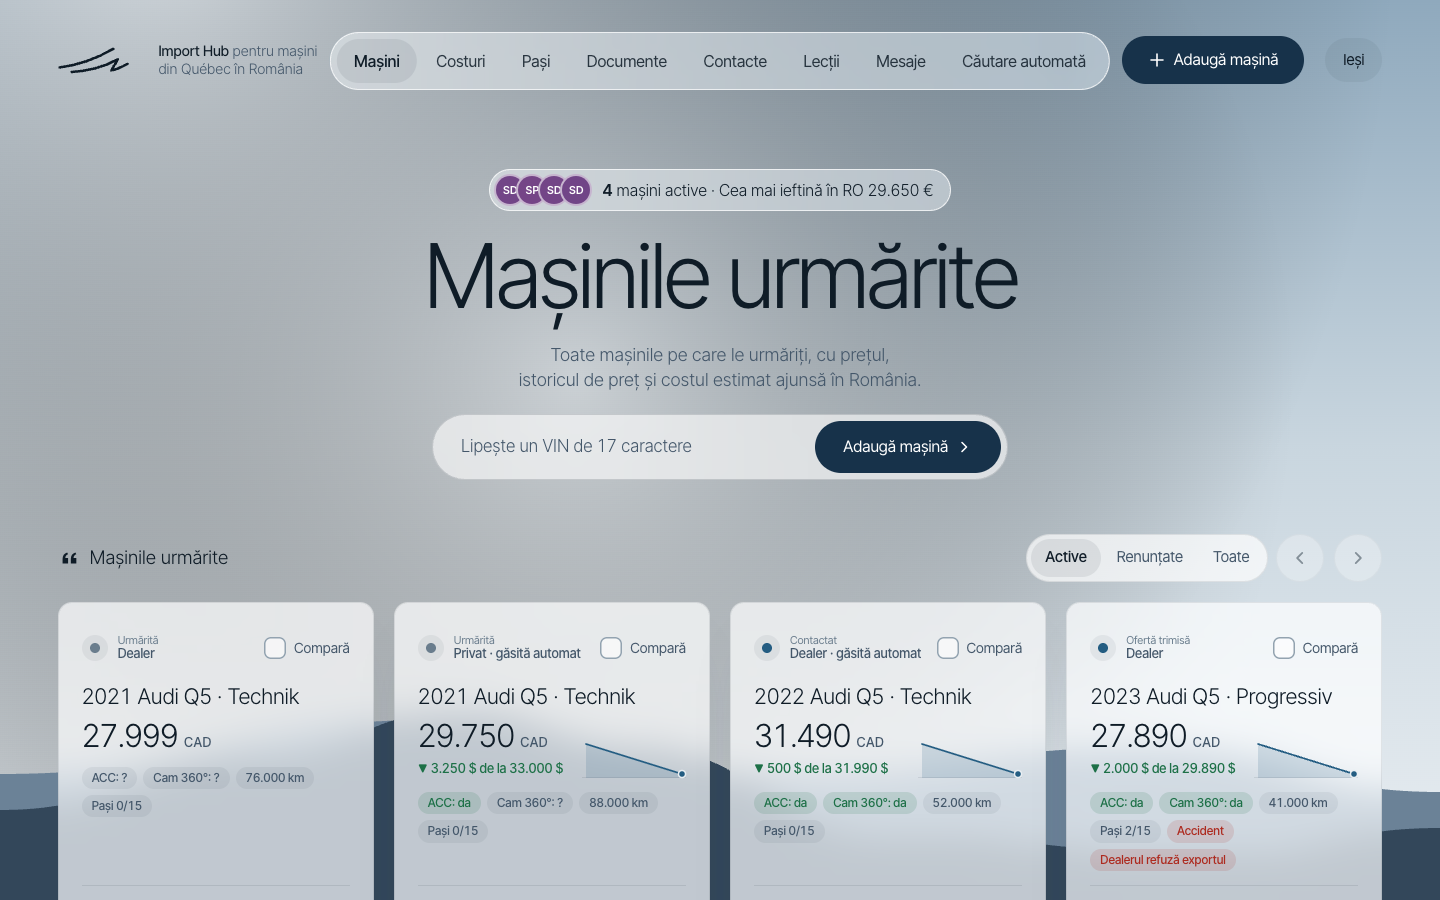 Import Hub pentru mașini
din Québec în România
Mașini
Costuri
Pași
Documente
Contacte
Lecții
Mesaje
Căutare automată
Adaugă mașină
Ieși
SD SP SD SD
4 mașini active · Cea mai ieftină în RO 29.650 €
Mașinile urmărite
Toate mașinile pe care le urmăriți, cu prețul,
istoricul de preț și costul estimat ajunsă în România.
Lipește un VIN de 17 caractere
Adaugă mașină
Mașinile urmărite
Active
Renunțate
Toate
Urmărită
Dealer
Compară
2021 Audi Q5 · Technik
27.999 CAD
ACC: ?
Cam 360°: ?
76.000 km
Pași 0/15
Urmărită
Privat · găsită automat
Compară
2021 Audi Q5 · Technik
29.750 CAD
▼ 3.250 $ de la 33.000 $
ACC: da
Cam 360°: ?
88.000 km
Pași 0/15
Contactat
Dealer · găsită automat
Compară
2022 Audi Q5 · Technik
31.490 CAD
▼ 500 $ de la 31.990 $
ACC: da
Cam 360°: da
52.000 km
Pași 0/15
Ofertă trimisă
Dealer
Compară
2023 Audi Q5 · Progressiv
27.890 CAD
▼ 2.000 $ de la 29.890 $
ACC: da
Cam 360°: da
41.000 km
Pași 2/15
Accident
Dealerul refuză exportul